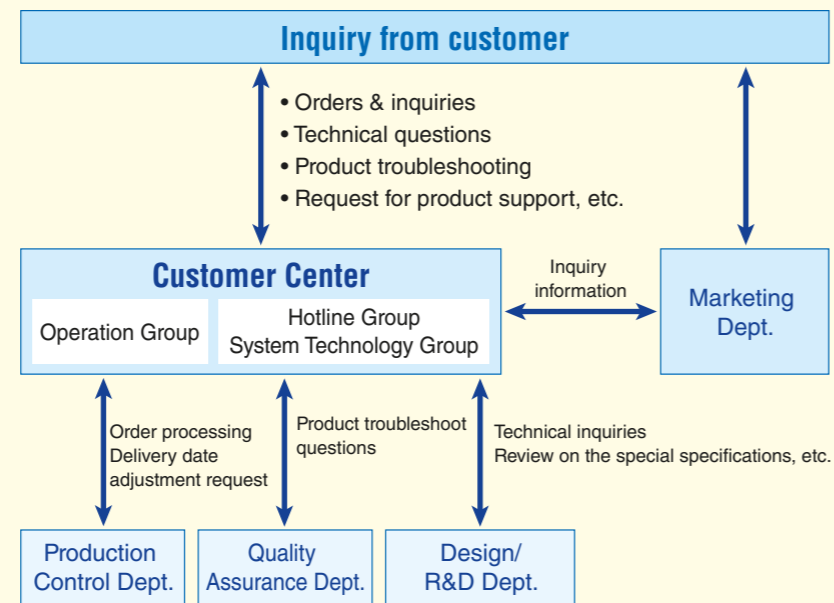 Inquiry from customer
• Orders & inquiries
• Technical questions
• Product troubleshooting
• Request for product support, etc.
Customer Center
Operation Group
Hotline Group
System Technology Group
Inquiry
information
Marketing
Dept.
Order processing
Delivery date
adjustment request
Product troubleshoot
questions
Technical inquiries
Review on the special specifications, etc.
Production
Control Dept.
Quality
Assurance Dept.
Design/
R&D Dept.